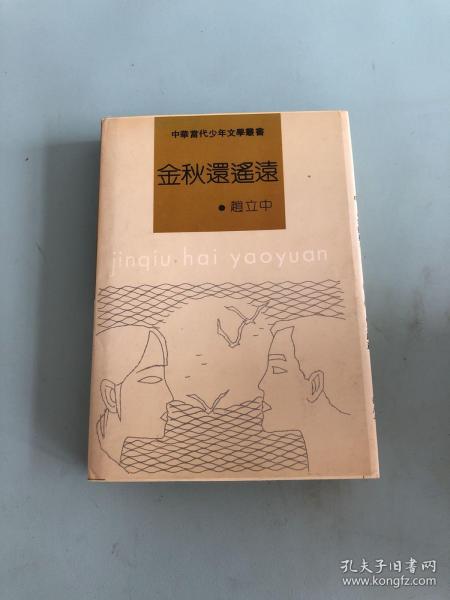 中華當代少年文學叢書
金秋還遙遠
●趙立中
jinqiu hai yaoyuan
孔夫子旧书网
www.kongfz.com